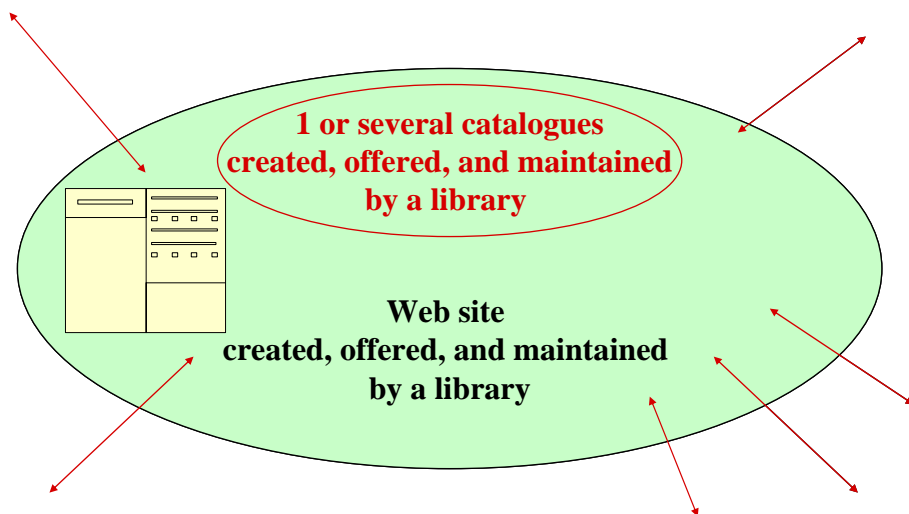 1 or several catalogues
created, offered, and maintained
by a library
Web site
created, offered, and maintained
by a library